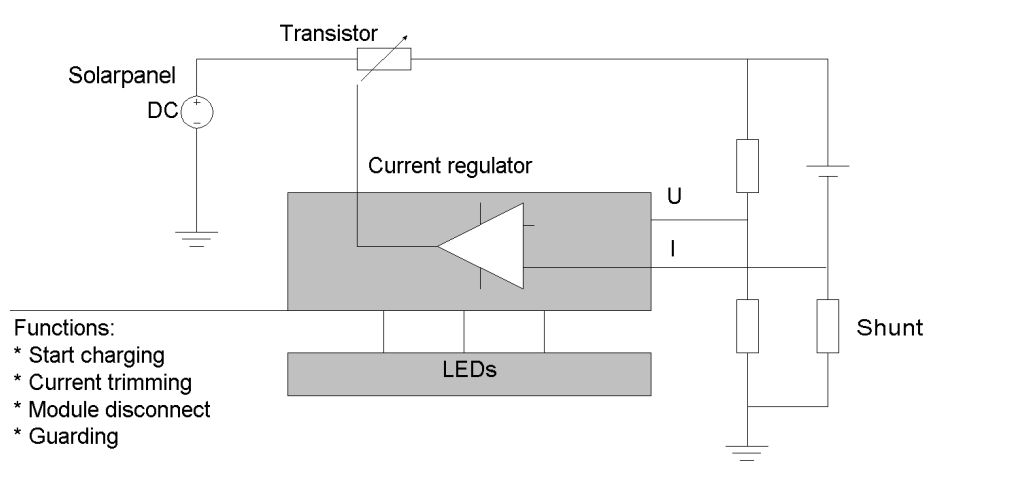 Transistor
Solarpanel
DC
+
−
Current regulator
U
I
Functions:
* Start charging
* Current trimming
* Module disconnect
* Guarding
LEDs
Shunt